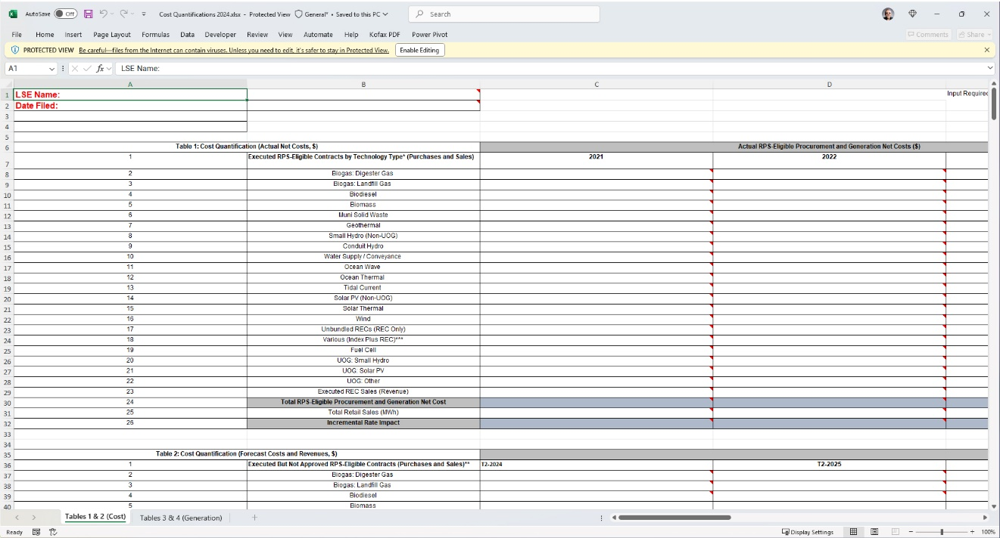 AutoSave Off Cost Quantifications 2024.xlsx - Protected View General* • Saved to this PC Search
File Home Insert Page Layout Formulas Data Developer Review View Automate Help Kofax PDF Power Pivot Comments Share
PROTECTED VIEW Be careful—files from the Internet can contain viruses. Unless you need to edit, it's safer to stay in Protected View. Enable Editing
A1 fx LSE Name:
A B C D
1 LSE Name: Input Required
2 Date Filed:
3
4
5
6 Table 1: Cost Quantification (Actual Net Costs, $) Actual RPS-Eligible Procurement and Generation Net Costs ($)
7 1 Executed RPS-Eligible Contracts by Technology Type* (Purchases and Sales) 2021 2022
8 2 Biogas: Digester Gas
9 3 Biogas: Landfill Gas
10 4 Biodiesel
11 5 Biomass
12 6 Muni Solid Waste
13 7 Geothermal
14 8 Small Hydro (Non-UOG)
15 9 Conduit Hydro
16 10 Water Supply / Conveyance
17 11 Ocean Wave
18 12 Ocean Thermal
19 13 Tidal Current
20 14 Solar PV (Non-UOG)
21 15 Solar Thermal
22 16 Wind
23 17 Unbundled RECs (REC Only)
24 18 Various (Index Plus REC)***
25 19 Fuel Cell
26 20 UOG: Small Hydro
27 21 UOG: Solar PV
28 22 UOG: Other
29 23 Executed REC Sales (Revenue)
30 24 Total RPS-Eligible Procurement and Generation Net Cost
31 25 Total Retail Sales (MWh)
32 26 Incremental Rate Impact
33
34
35 Table 2: Cost Quantification (Forecast Costs and Revenues, $)
36 1 Executed But Not Approved RPS-Eligible Contracts (Purchases and Sales)** T2-2024 T2-2025
37 2 Biogas: Digester Gas
38 3 Biogas: Landfill Gas
39 4 Biodiesel
40 5 Biomass
Tables 1 & 2 (Cost) Tables 3 & 4 (Generation)
Ready Display Settings 100%